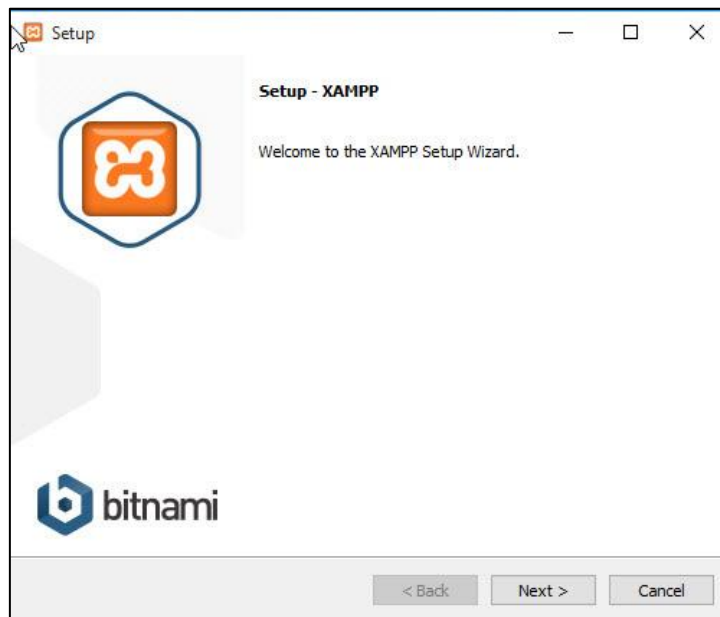 Setup
Setup - XAMPP
Welcome to the XAMPP Setup Wizard.
bitnami
< Back Next > Cancel